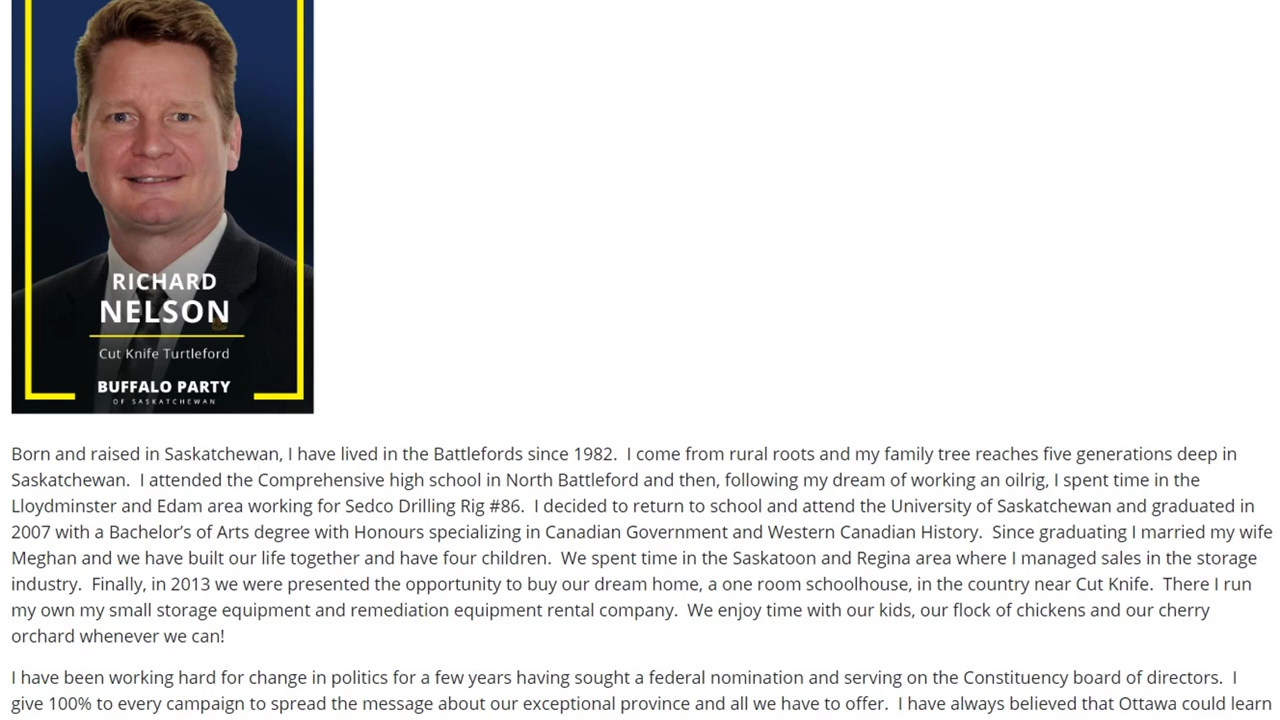 RICHARD
NELSON
Cut Knife Turtleford
BUFFALO PARTY
OF SASKATCHEWAN
Born and raised in Saskatchewan, I have lived in the Battlefords since 1982.  I come from rural roots and my family tree reaches five generations deep in
Saskatchewan.  I attended the Comprehensive high school in North Battleford and then, following my dream of working an oilrig, I spent time in the
Lloydminster and Edam area working for Sedco Drilling Rig #86.  I decided to return to school and attend the University of Saskatchewan and graduated in
2007 with a Bachelor’s of Arts degree with Honours specializing in Canadian Government and Western Canadian History.  Since graduating I married my wife
Meghan and we have built our life together and have four children.  We spent time in the Saskatoon and Regina area where I managed sales in the storage
industry.  Finally, in 2013 we were presented the opportunity to buy our dream home, a one room schoolhouse, in the country near Cut Knife.  There I run
my own my small storage equipment and remediation equipment rental company.  We enjoy time with our kids, our flock of chickens and our cherry
orchard whenever we can!
I have been working hard for change in politics for a few years having sought a federal nomination and serving on the Constituency board of directors.  I
give 100% to every campaign to spread the message about our exceptional province and all we have to offer.  I have always believed that Ottawa could learn